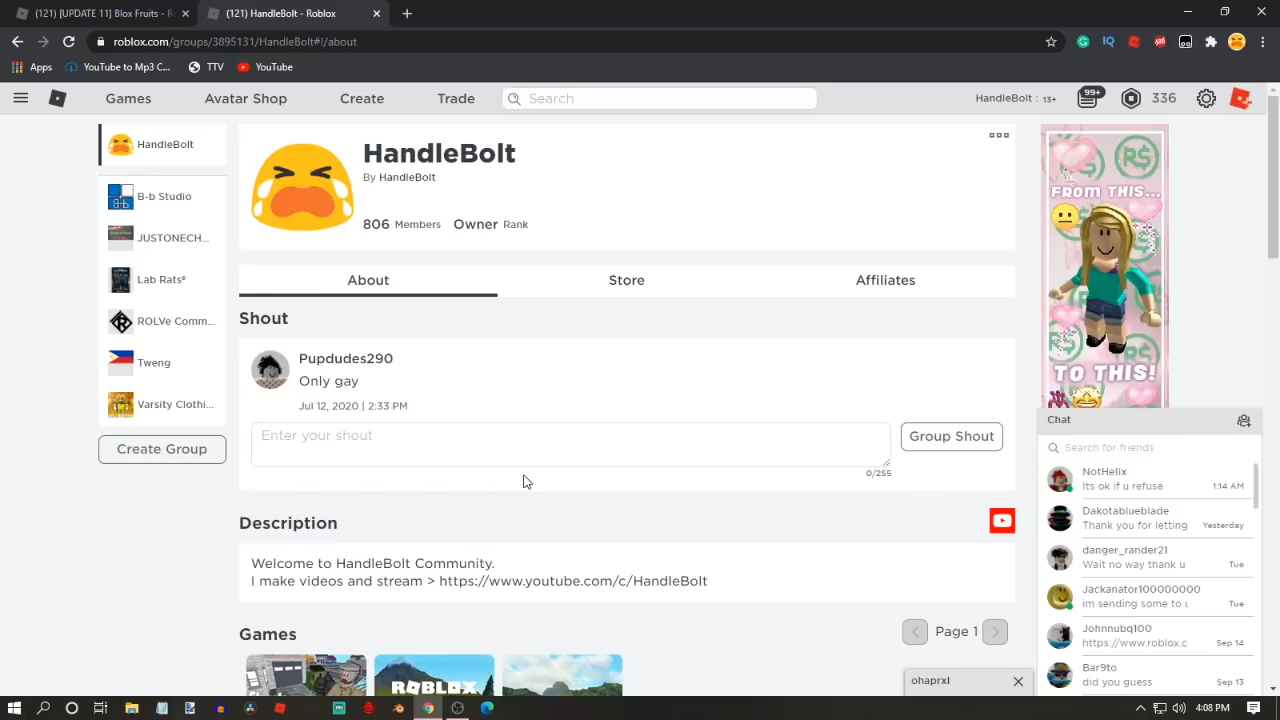 (121) [UPDATE 11] Blox Fruits - R
(121) HandleBolt - Roblox
roblox.com/groups/3895131/HandleBolt#!/about
Apps
YouTube to Mp3 C...
TTV
YouTube
Games
Avatar Shop
Create
Trade
Search
HandleBolt : 13+
99+
336
HandleBolt
B-b Studio
JUSTONECH...
Lab Rats®
ROLVe Comm...
Tweng
Varsity Clothi...
Create Group
HandleBolt
By HandleBolt
806 Members
Owner Rank
About
Store
Affiliates
Shout
Pupdudes290
Only gay
Jul 12, 2020 | 2:33 PM
Enter your shout
Group Shout
0/255
Description
Welcome to HandleBolt Community.
I make videos and stream > https://www.youtube.com/c/HandleBolt
Games
Page 1
ROBLOX
FROM THIS...
R$
TO THIS!
Chat
Search for friends
NotHelix
Its ok if u refuse
1:14 AM
Dakotablueblade
Thank you for letting
Yesterday
danger_rander21
Wait no way thank u
Tue
Jackanator100000000
im sending some to u
Tue
Johnnubq100
https://www.roblox.c
Sep 14
Bar9to
did you guess
Sep 13
ohaprxl
4:08 PM